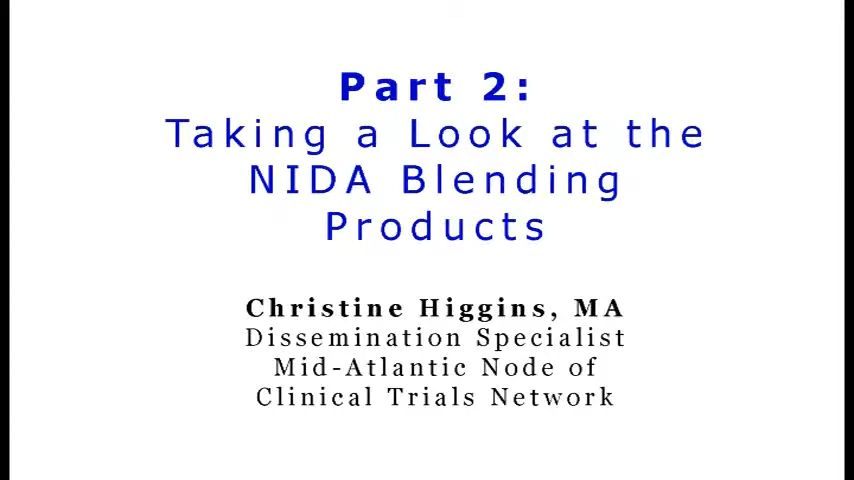 Part 2:
Taking a Look at the
NIDA Blending
Products
Christine Higgins, MA
Dissemination Specialist
Mid-Atlantic Node of
Clinical Trials Network